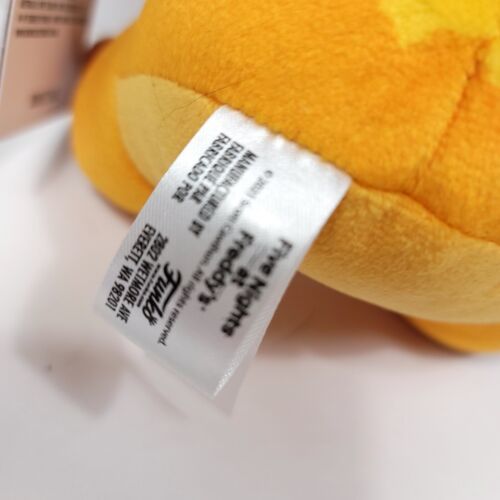 Five Nights
at
Freddy's
© 2021 Scott Cawthon. All rights reserved.
MANUFACTURED BY
FABRIQUÉ PAR
FABRICADO POR
Funko
2802 WETMORE AVE
EVERETT, WA 98201